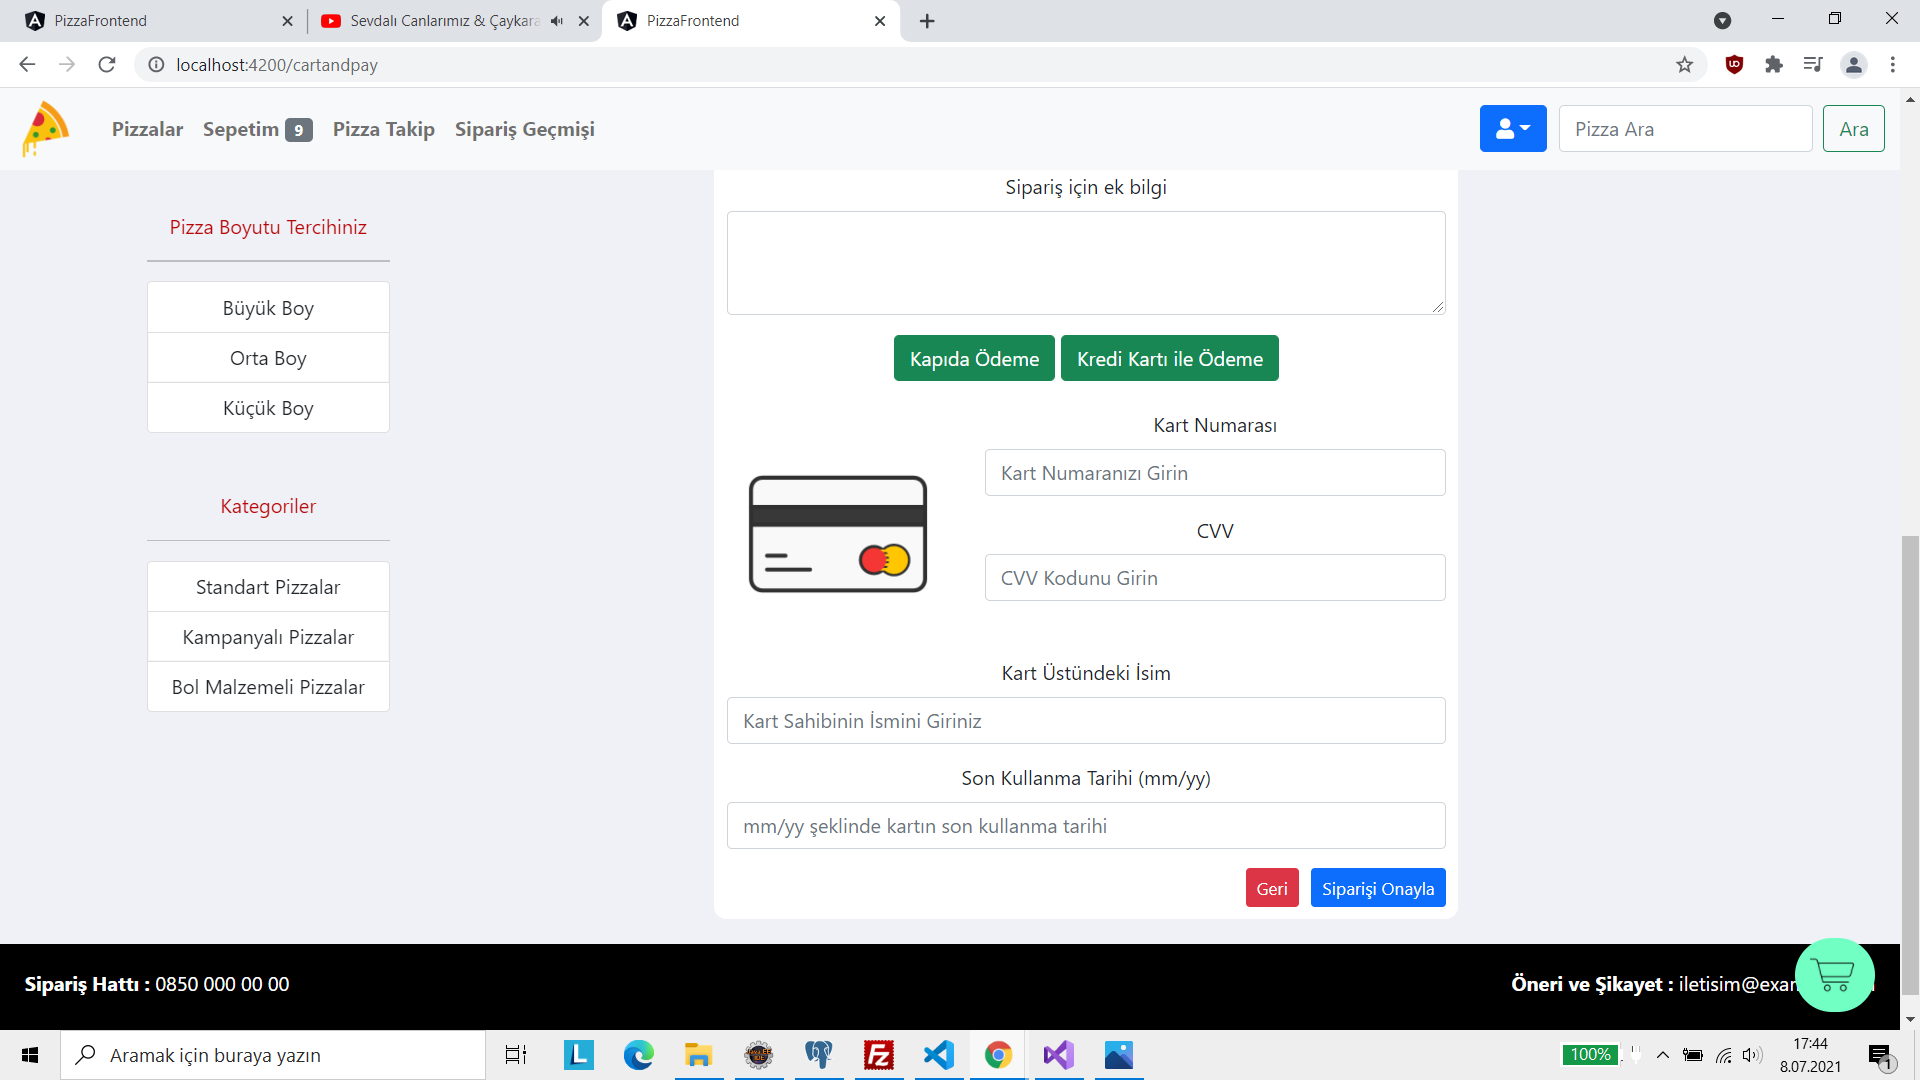 PizzaFrontend
Sevdalı Canlarımız & Çaykara
PizzaFrontend
localhost:4200/cartandpay
Pizzalar Sepetim 9 Pizza Takip Sipariş Geçmişi
Pizza Ara Ara
Sipariş için ek bilgi
Pizza Boyutu Tercihiniz
Büyük Boy
Orta Boy
Küçük Boy
Kategoriler
Standart Pizzalar
Kampanyalı Pizzalar
Bol Malzemeli Pizzalar
Kapıda Ödeme Kredi Kartı ile Ödeme
Kart Numarası
Kart Numaranızı Girin
CVV
CVV Kodunu Girin
Kart Üstündeki İsim
Kart Sahibinin İsmini Giriniz
Son Kullanma Tarihi (mm/yy)
mm/yy şeklinde kartın son kullanma tarihi
Geri Siparişi Onayla
Sipariş Hattı : 0850 000 00 00
Öneri ve Şikayet : iletisim@exam
Aramak için buraya yazın
100%
17:44
8.07.2021
1